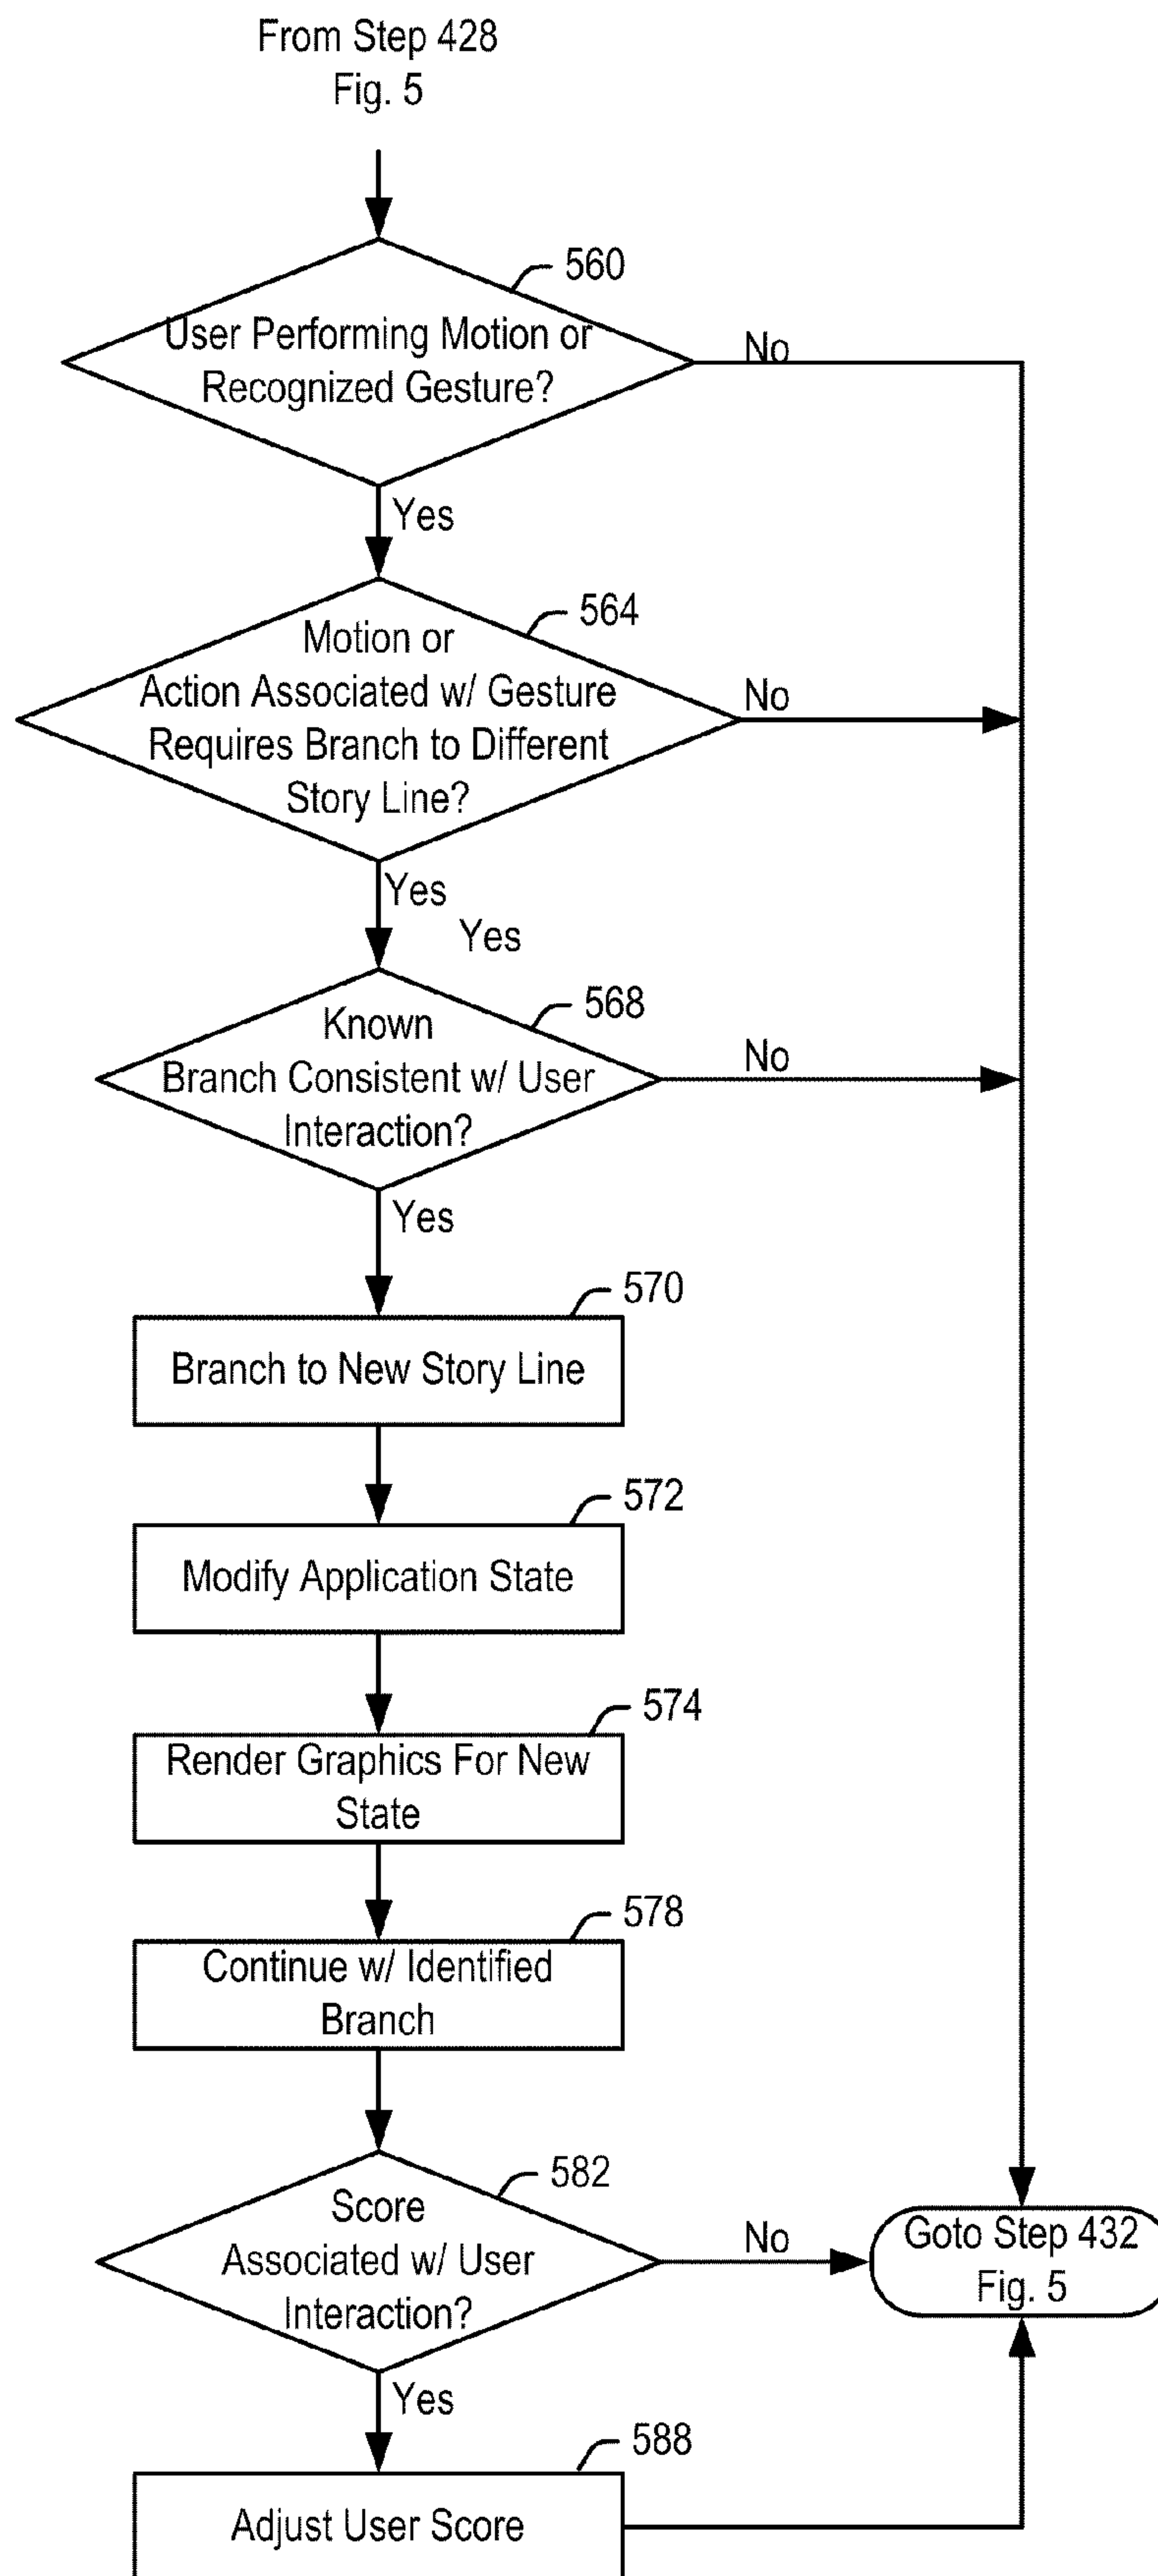 From Step 428
Fig. 5
560
User Performing Motion or
Recognized Gesture?
No
Yes
564
Motion or
Action Associated w/ Gesture
Requires Branch to Different
Story Line?
No
Yes
Yes
568
Known
Branch Consistent w/ User
Interaction?
No
Yes
570
Branch to New Story Line
572
Modify Application State
574
Render Graphics For New
State
578
Continue w/ Identified
Branch
582
Score
Associated w/ User
Interaction?
No
Goto Step 432
Fig. 5
Yes
588
Adjust User Score